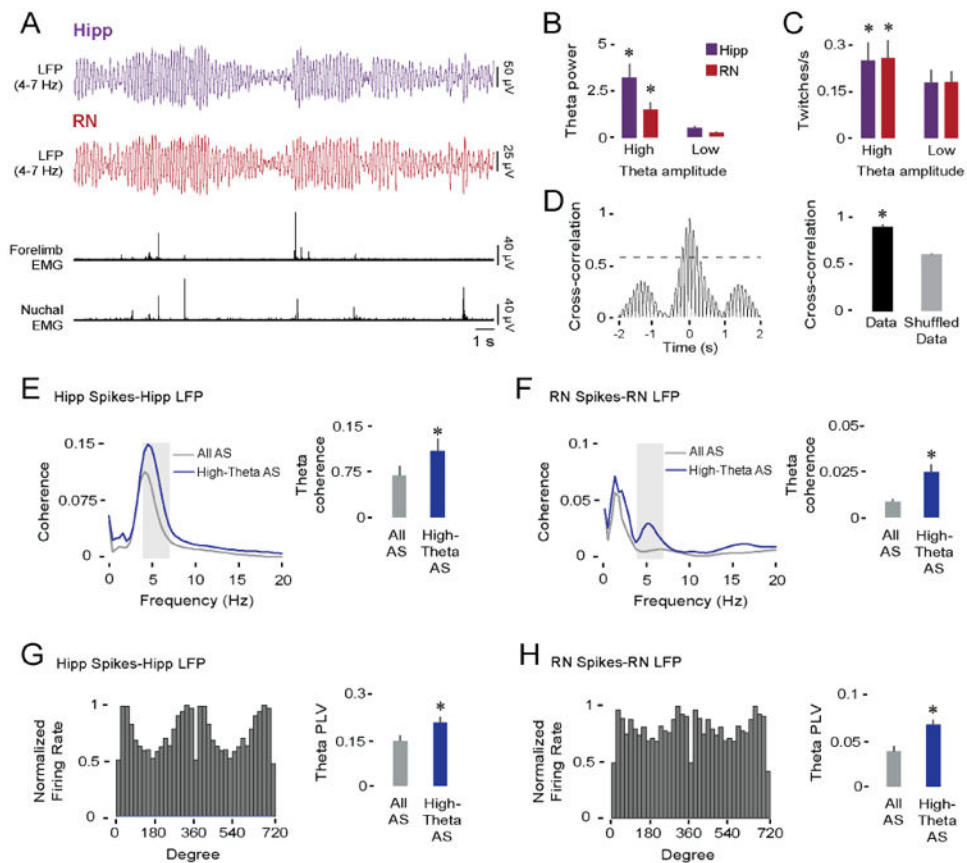 A
Hipp
LFP
(4-7 Hz)
50 µV
RN
LFP
(4-7 Hz)
25 µV
Forelimb
EMG
40 µV
Nuchal
EMG
40 µV
1 s
B
Theta power
5
2.5
0
*
*
Hipp
RN
High
Low
Theta amplitude
C
Twitches/s
0.3
0.15
0
* *
High
Low
Theta amplitude
D
Cross-correlation
1
0.5
0
-2 -1 0 1 2
Time (s)
Cross-correlation
1
0.5
0
*
Data
Shuffled
Data
E Hipp Spikes-Hipp LFP
Coherence
0.15
0.075
0
All AS
High-Theta AS
0 5 10 15 20
Frequency (Hz)
Theta
coherence
0.15
0.75
0
*
All
AS
High-
Theta
AS
F RN Spikes-RN LFP
Coherence
0.1
0.05
0
All AS
High-Theta AS
0 5 10 15 20
Frequency (Hz)
Theta
coherence
0.05
0.025
0
*
All
AS
High-
Theta
AS
G Hipp Spikes-Hipp LFP
Normalized
Firing Rate
1
0.5
0
0 180 360 540 720
Degree
Theta PLV
0.3
0.15
0
*
All
AS
High-
Theta
AS
H RN Spikes-RN LFP
Normalized
Firing Rate
1
0.5
0
0 180 360 540 720
Degree
Theta PLV
0.1
0.05
0
*
All
AS
High-
Theta
AS